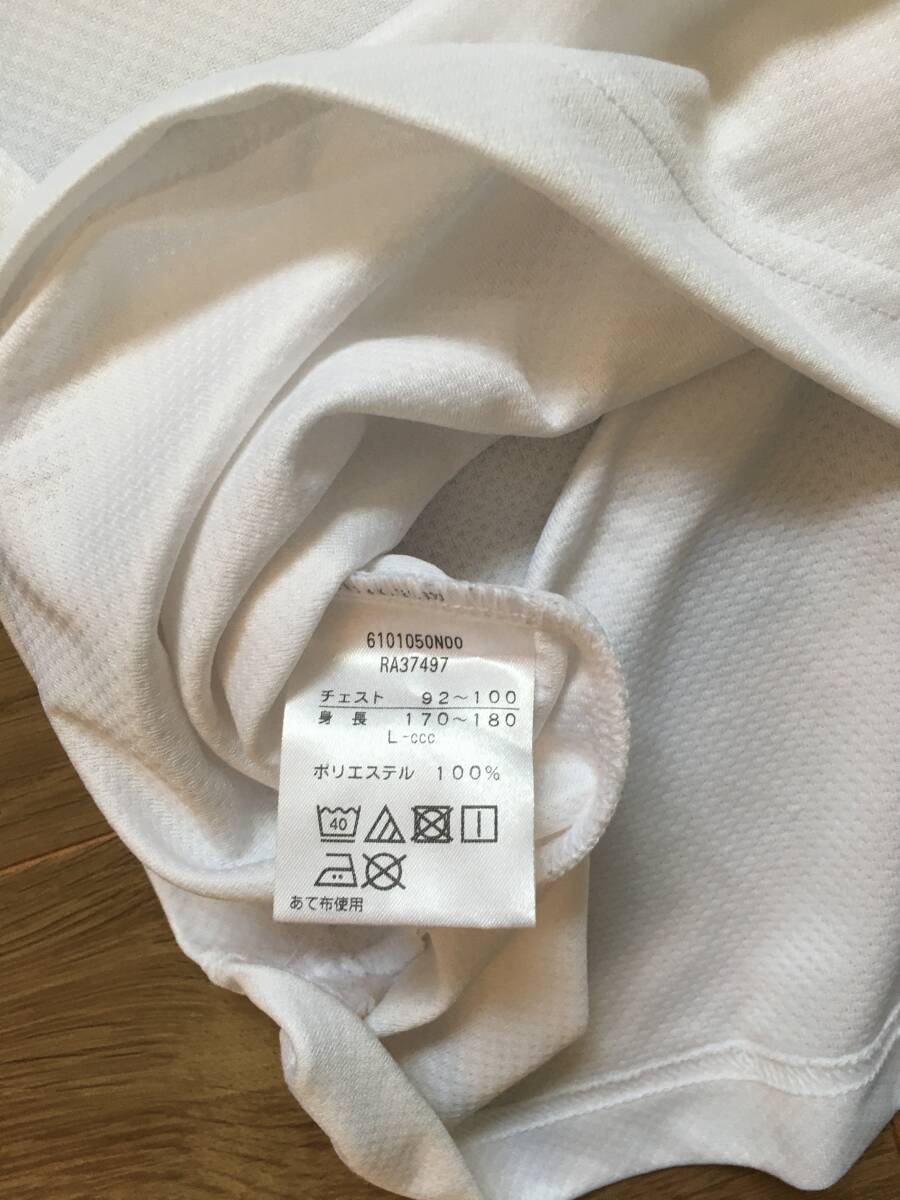 6101050N00
RA37497
チェスト 92～100
身長 170～180
L-ccc
ポリエステル 100%
40
あて布使用